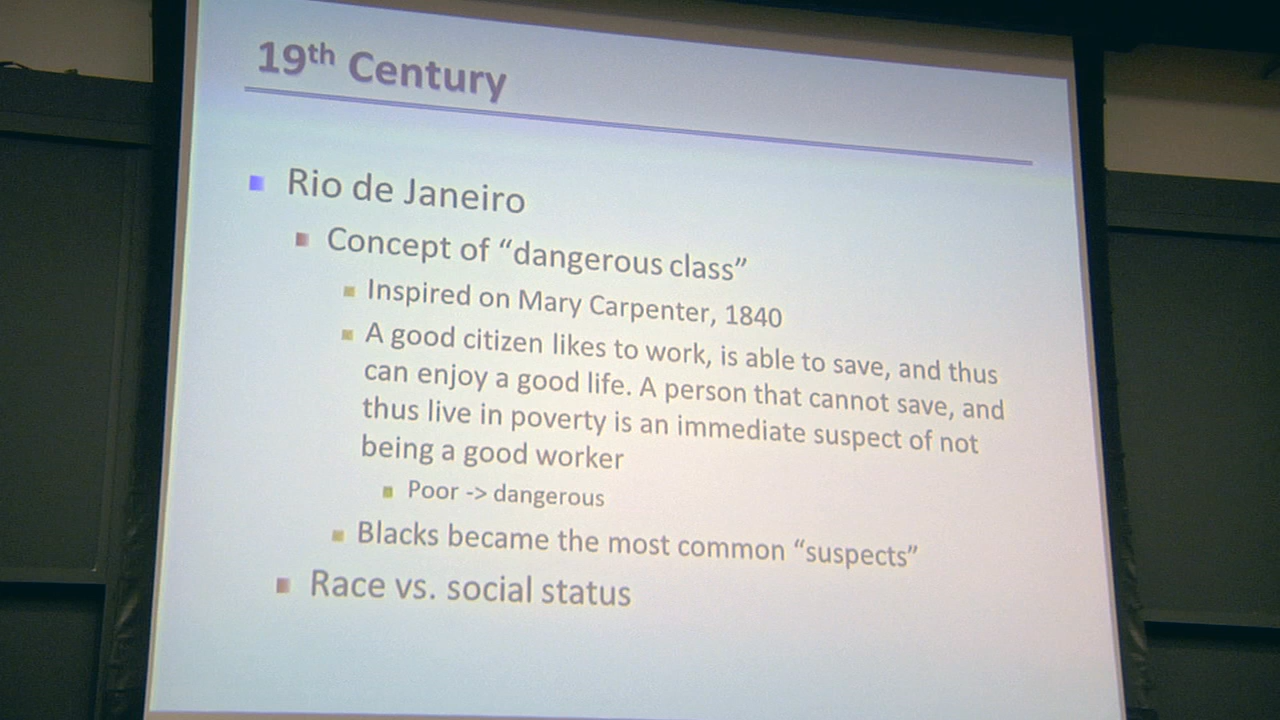 19th Century
Rio de Janeiro
Concept of “dangerous class”
Inspired on Mary Carpenter, 1840
A good citizen likes to work, is able to save, and thus
can enjoy a good life. A person that cannot save, and
thus live in poverty is an immediate suspect of not
being a good worker
Poor -> dangerous
Blacks became the most common “suspects”
Race vs. social status